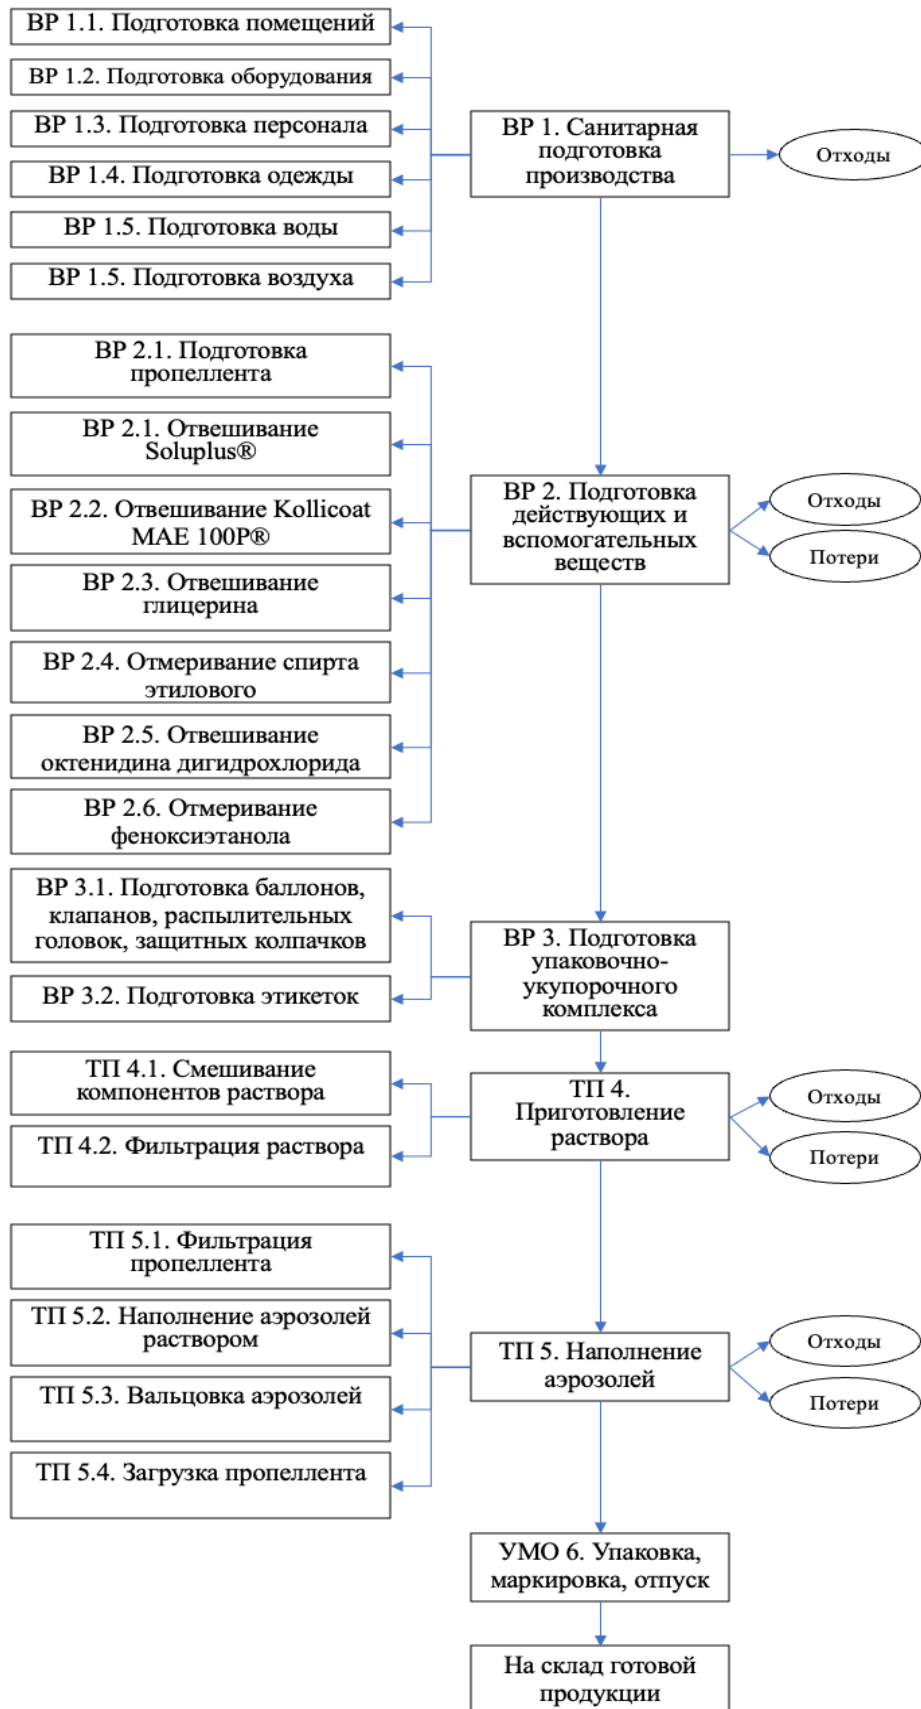 ВР 1.1. Подготовка помещений
ВР 1.2. Подготовка оборудования
ВР 1.3. Подготовка персонала
ВР 1.4. Подготовка одежды
ВР 1.5. Подготовка воды
ВР 1.5. Подготовка воздуха
ВР 1. Санитарная
подготовка
производства
Отходы
ВР 2.1. Подготовка
пропеллента
ВР 2.1. Отвешивание
Soluplus®
ВР 2.2. Отвешивание Kollicoat
MAE 100P®
ВР 2.3. Отвешивание
глицерина
ВР 2.4. Отмеривание спирта
этилового
ВР 2.5. Отвешивание
октенидина дигидрохлорида
ВР 2.6. Отмеривание
феноксиэтанола
ВР 2. Подготовка
действующих и
вспомогательных
веществ
Отходы
Потери
ВР 3.1. Подготовка баллонов,
клапанов, распылительных
головок, защитных колпачков
ВР 3.2. Подготовка этикеток
ВР 3. Подготовка
упаковочно-
укупорочного
комплекса
ТП 4.1. Смешивание
компонентов раствора
ТП 4.2. Фильтрация раствора
ТП 4.
Приготовление
раствора
Отходы
Потери
ТП 5.1. Фильтрация
пропеллента
ТП 5.2. Наполнение аэрозолей
раствором
ТП 5.3. Вальцовка аэрозолей
ТП 5.4. Загрузка пропеллента
ТП 5. Наполнение
аэрозолей
Отходы
Потери
УМО 6. Упаковка,
маркировка, отпуск
На склад готовой
продукции